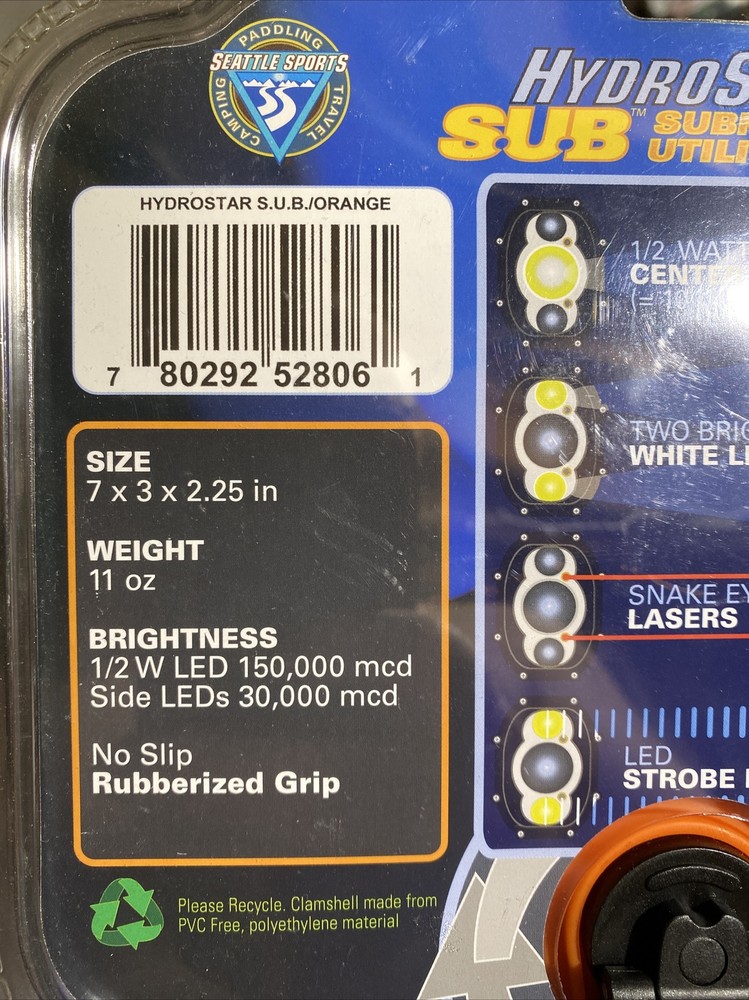 PADDLING
SEATTLE SPORTS
CAMPING
TRAVEL
HYDROS
S.U.B™
SUB
UTILI
HYDROSTAR S.U.B./ORANGE
7 80292 52806 1
SIZE
7 x 3 x 2.25 in
WEIGHT
11 oz
BRIGHTNESS
1/2 W LED 150,000 mcd
Side LEDs 30,000 mcd
No Slip
Rubberized Grip
Please Recycle. Clamshell made from
PVC Free, polyethylene material
1/2 WATT
CENTE
TWO BRIG
WHITE L
SNAKE EY
LASERS
LED
STROBE